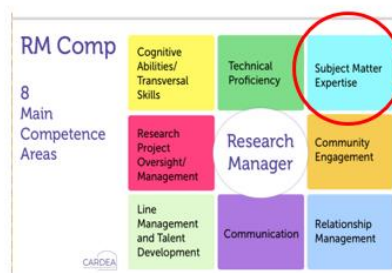 RM Comp
8
Main
Competence
Areas
Cognitive
Abilities/
Transversal
Skills
Technical
Proficiency
Subject Matter
Expertise
Research
Project
Oversight/
Management
Research
Manager
Community
Engagement
Line
Management
and Talent
Development
Communication
Relationship
Management
CARDEA